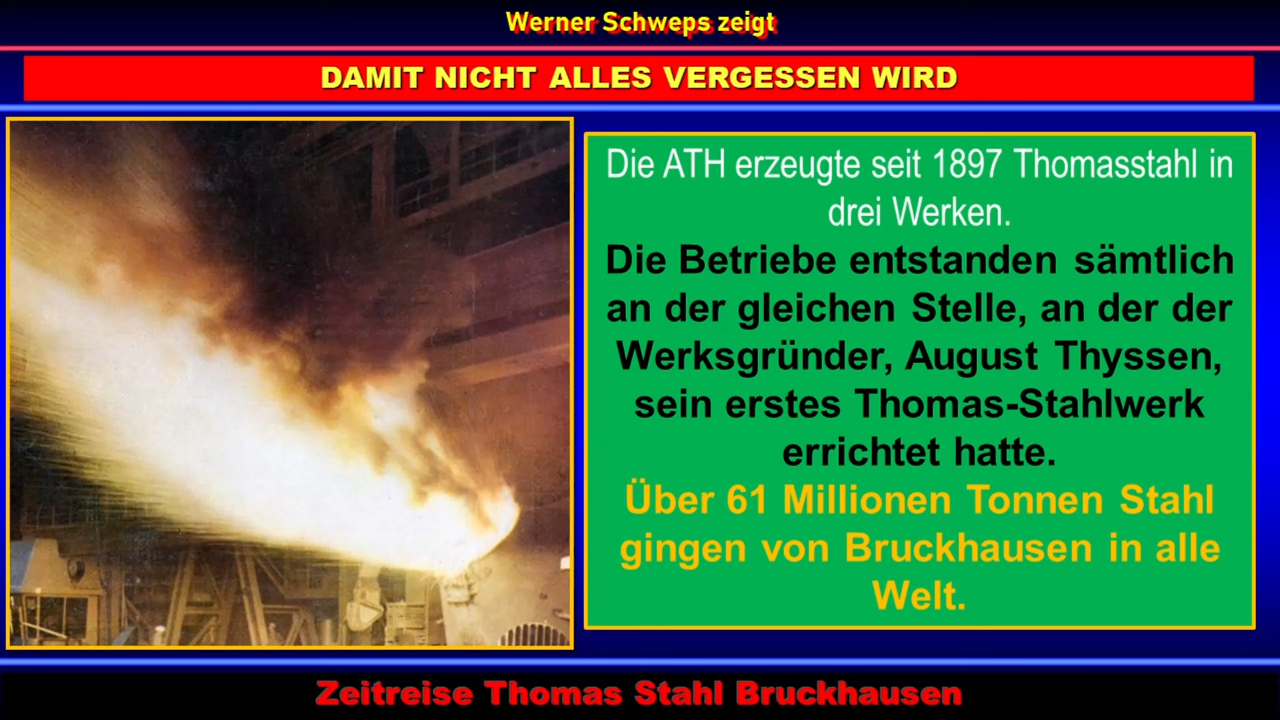 Werner Schweps zeigt
DAMIT NICHT ALLES VERGESSEN WIRD
Die ATH erzeugte seit 1897 Thomasstahl in
drei Werken.
Die Betriebe entstanden sämtlich
an der gleichen Stelle, an der der
Werksgründer, August Thyssen,
sein erstes Thomas-Stahlwerk
errichtet hatte.
Über 61 Millionen Tonnen Stahl
gingen von Bruckhausen in alle
Welt.
Zeitreise Thomas Stahl Bruckhausen